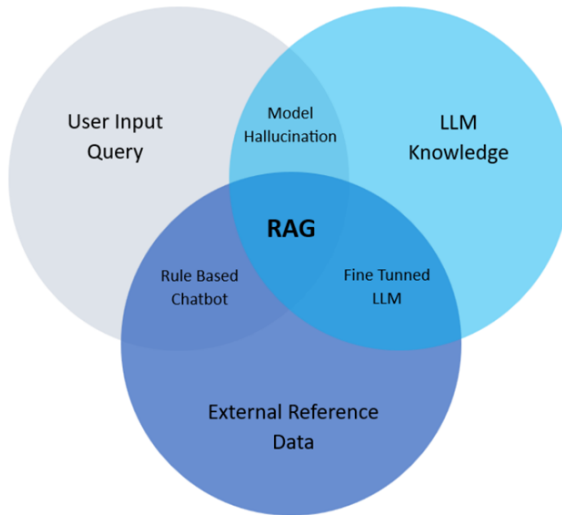 User Input
Query
Model
Hallucination
LLM
Knowledge
RAG
Rule Based
Chatbot
Fine Tunned
LLM
External Reference
Data